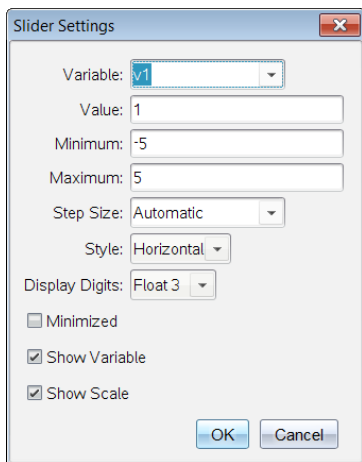 Slider Settings
Variable: v1
Value: 1
Minimum: -5
Maximum: 5
Step Size: Automatic
Style: Horizontal
Display Digits: Float 3
Minimized
Show Variable
Show Scale
OK Cancel